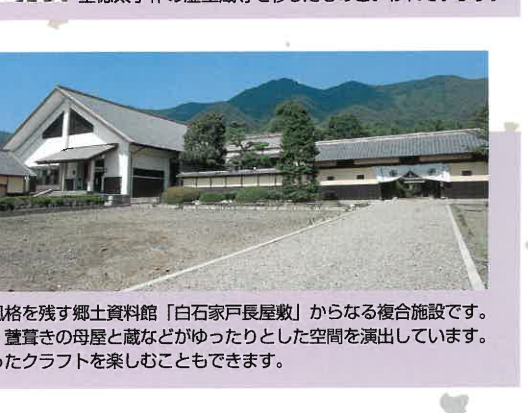 風格を残す郷土資料館「白石家戸長屋敷」からなる複合施設です。
萱葺きの母屋と蔵などがゆったりとした空間を演出しています。
ったクラフトを楽しむこともできます。